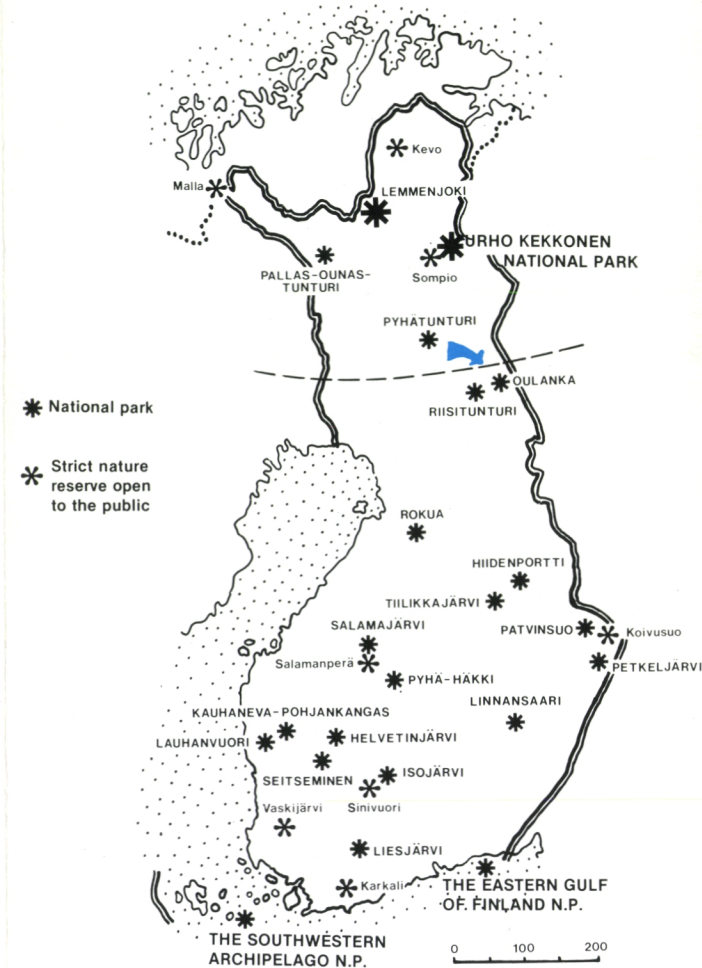 Kevo
Malla
LEMMENJOKI
URHO KEKKONEN
NATIONAL PARK
Sompio
PALLAS-OUNAS-
TUNTURI
PYHÄTUNTURI
OULANKA
RIISITUNTURI
National park
Strict nature
reserve open
to the public
ROKUA
HIIDENPORTTI
TIILIKKAJÄRVI
SALAMAJÄRVI
PATVINSUO
Koivusuo
Salamanperä
PETKELJÄRVI
PYHÄ-HÄKKI
LINNANSAARI
KAUHANEVA-POHJANKANGAS
LAUHANVUORI
HELVETINJÄRVI
SEITSEMINEN
ISOJÄRVI
Vaskijärvi
Sinivuori
LIESJÄRVI
Karkali
THE EASTERN GULF
OF FINLAND N.P.
THE SOUTHWESTERN
ARCHIPELAGO N.P.
0 100 200